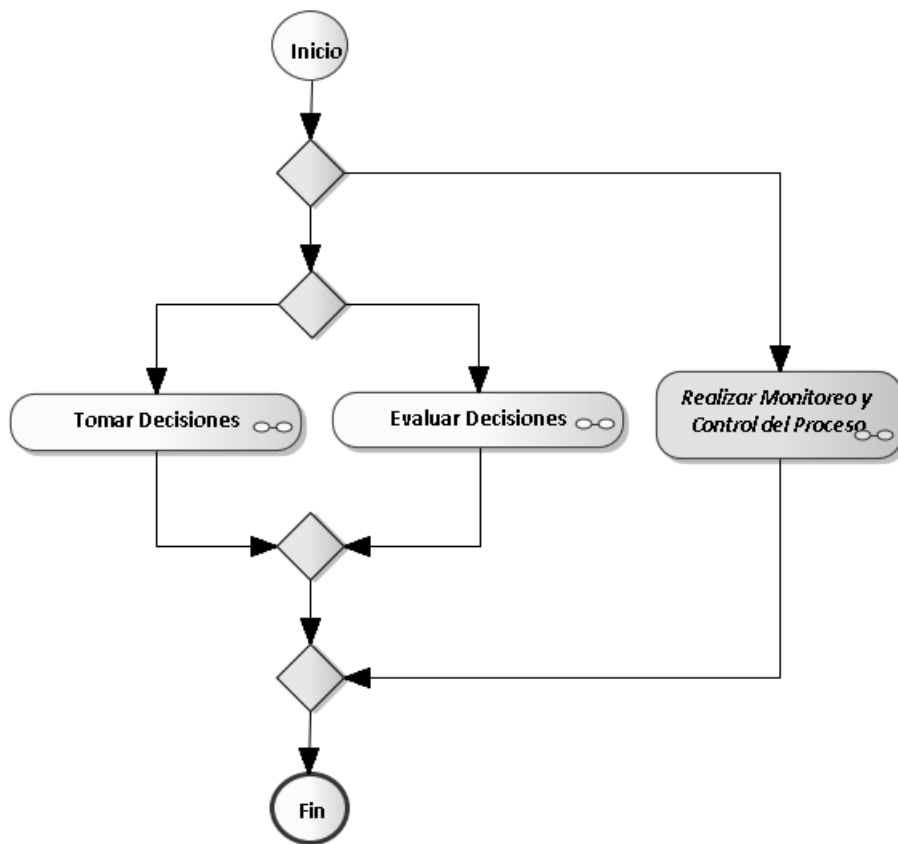 Inicio
Tomar Decisiones
Evaluar Decisiones
Realizar Monitoreo y
Control del Proceso
Fin